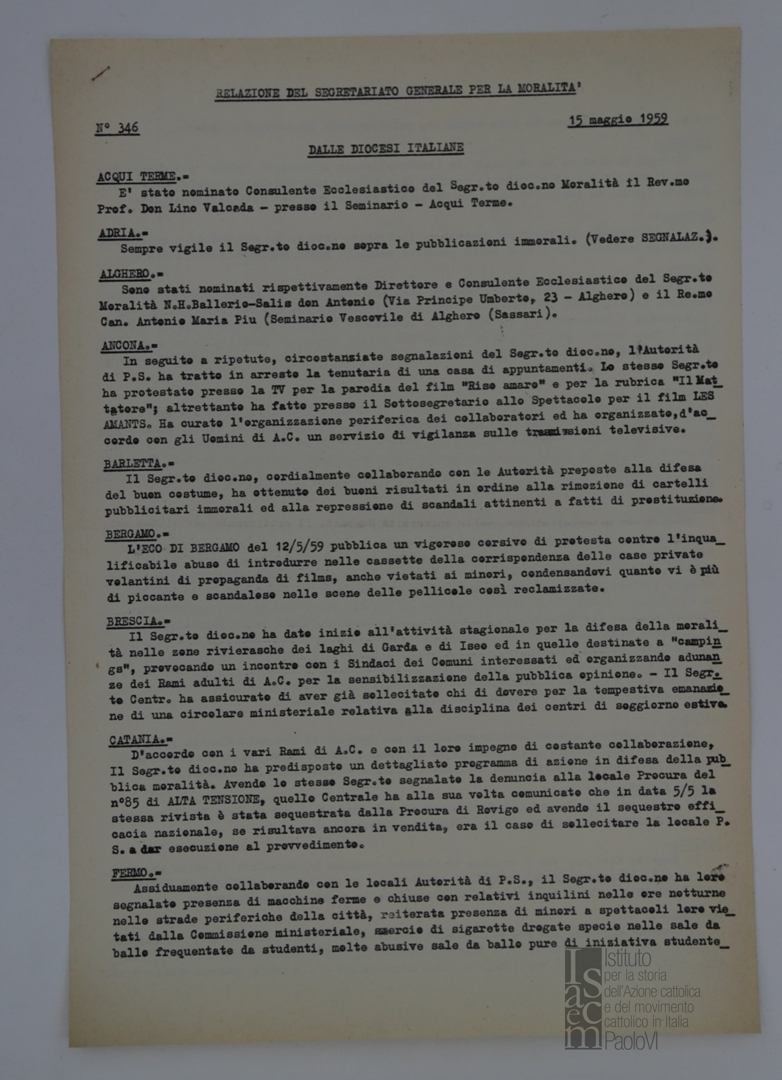 RELAZIONE DEL SEGRETARIATO GENERALE PER LA MORALITA'
N° 346
15 maggio 1959
DALLE DIOCESI ITALIANE
ACQUI TERME.=
E' stato nominato Consulente Ecclesiastico del Segr.to dioc.no Moralità il Rev.mo
Prof. Don Lino Valcada - presso il Seminario - Acqui Terme.
ADRIA.=
Sempre vigile il Segr.to dioc.no sopra le pubblicazioni immorali. (Vedere SEGNALAZ.).
ALGHERO.=
Sono stati nominati rispettivamente Direttore e Consulente Ecclesiastico del Segr.to
Moralità N.H.Ballerio-Salis don Antonio (Via Principe Umberto, 23 - Alghero) e il Re.mo
Can. Antonio Maria Piu (Seminario Vescovile di Alghero (Sassari).
ANCONA.=
In seguito a ripetute, circostanziate segnalazioni del Segr.to dioc.no, l'Autorità
di P.S. ha tratto in arresto la tenutaria di una casa di appuntamenti. Lo stesso Segr.to
ha protestato presso la TV per la parodia del film "Riso amaro" e per la rubrica "Il Mat_
tatore"; altrettanto ha fatto presso il Sottosegretario allo Spettacolo per il film LES
AMANTS. Ha curato l'organizzazione periferica dei collaboratori ed ha organizzato,d'ac_
cordo con gli Uomini di A.C. un servizio di vigilanza sulle trasmissioni televisive.
BARLETTA.=
Il Segr.to dioc.no, cordialmente collaborando con le Autorità preposte alla difesa
del buon costume, ha ottenuto dei buoni risultati in ordine alla rimozione di cartelli
pubblicitari immorali ed alla repressione di scandali attinenti a fatti di prostituzione.
BERGAMO.=
L'ECO DI BERGAMO del 12/5/59 pubblica un vigoroso corsivo di protesta contro l'inqua_
lificabile abuso di introdurre nelle cassette della corrispondenza delle case private
volantini di propaganda di films, anche vietati ai minori, condensandovi quanto vi è più
di piccante e scandaloso nelle scene delle pellicole così reclamizzate.
BRESCIA.=
Il Segr.to dioc.no ha dato inizio all'attività stagionale per la difesa della morali_
tà nelle zone rivierasche dei laghi di Garda e di Iseo ed in quelle destinate a "campin_
gs", provocando un incontro con i Sindaci dei Comuni interessati ed organizzando adunan_
ze dei Rami adulti di A.C. per la sensibilizzazione della pubblica opinione. - Il Segr._
to Centr. ha assicurato di aver già sollecitato chi di dovere per la tempestiva emanazio_
ne di una circolare ministeriale relativa alla disciplina dei centri di soggiorno estivo.
CATANIA.=
D'accordo con i vari Rami di A.C. e con il loro impegno di costante collaborazione,
Il Segr.to dioc.no ha predisposto un dettagliato programma di azione in difesa della pub_
blica moralità. Avendo lo stesso Segr.to segnalato la denuncia alla locale Procura del
n°85 di ALTA TENSIONE, quello Centrale ha alla sua volta comunicato che in data 5/5 la
stessa rivista è stata sequestrata dalla Procura di Rovigo ed avendo il sequestro effi_
cacia nazionale, se risultava ancora in vendita, era il caso di sollecitare la locale P.
S. a dar esecuzione al provvedimento.
FERMO.=
Assiduamente collaborando con le locali Autorità di P.S., il Segr.to dioc.no ha loro
segnalato presenza di macchine ferme e chiuse con relativi inquilini nelle ore notturne
nelle strade periferiche della città, reiterata presenza di minori a spettacoli loro vie_
tati dalla Commissione ministeriale, smercio di sigarette drogate specie nelle sale da
ballo frequentate da studenti, molte abusive sale da ballo pure di iniziativa studente_
Isacem
Istituto
per la storia
dell'Azione cattolica
e del movimento
cattolico in Italia
PaoloVI